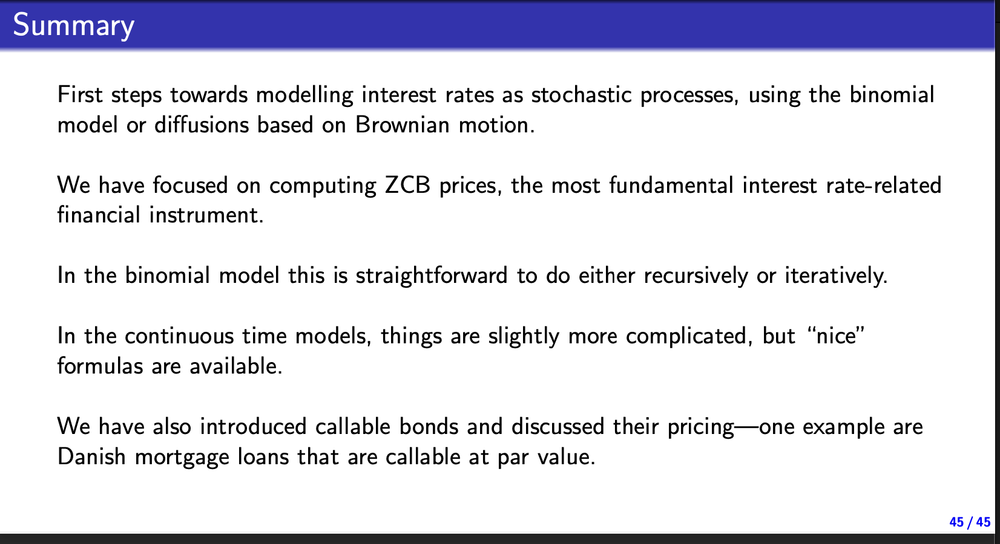 Summary
First steps towards modelling interest rates as stochastic processes, using the binomial
model or diffusions based on Brownian motion.
We have focused on computing ZCB prices, the most fundamental interest rate-related
financial instrument.
In the binomial model this is straightforward to do either recursively or iteratively.
In the continuous time models, things are slightly more complicated, but “nice”
formulas are available.
We have also introduced callable bonds and discussed their pricing—one example are
Danish mortgage loans that are callable at par value.
45 / 45